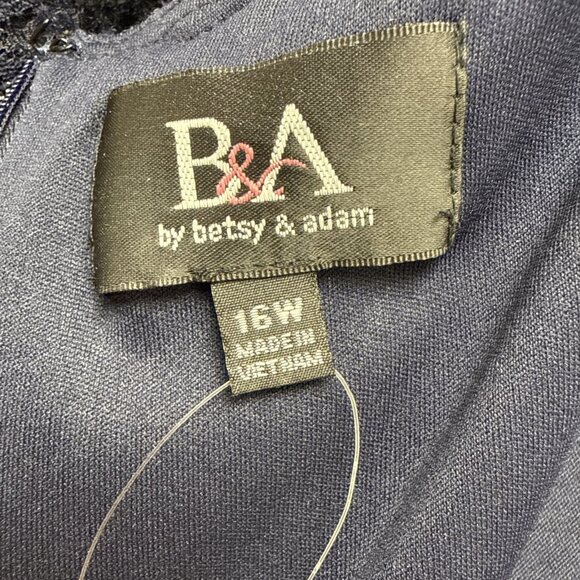 B&A
by betsy & adam
16W
MADE IN
VIETNAM